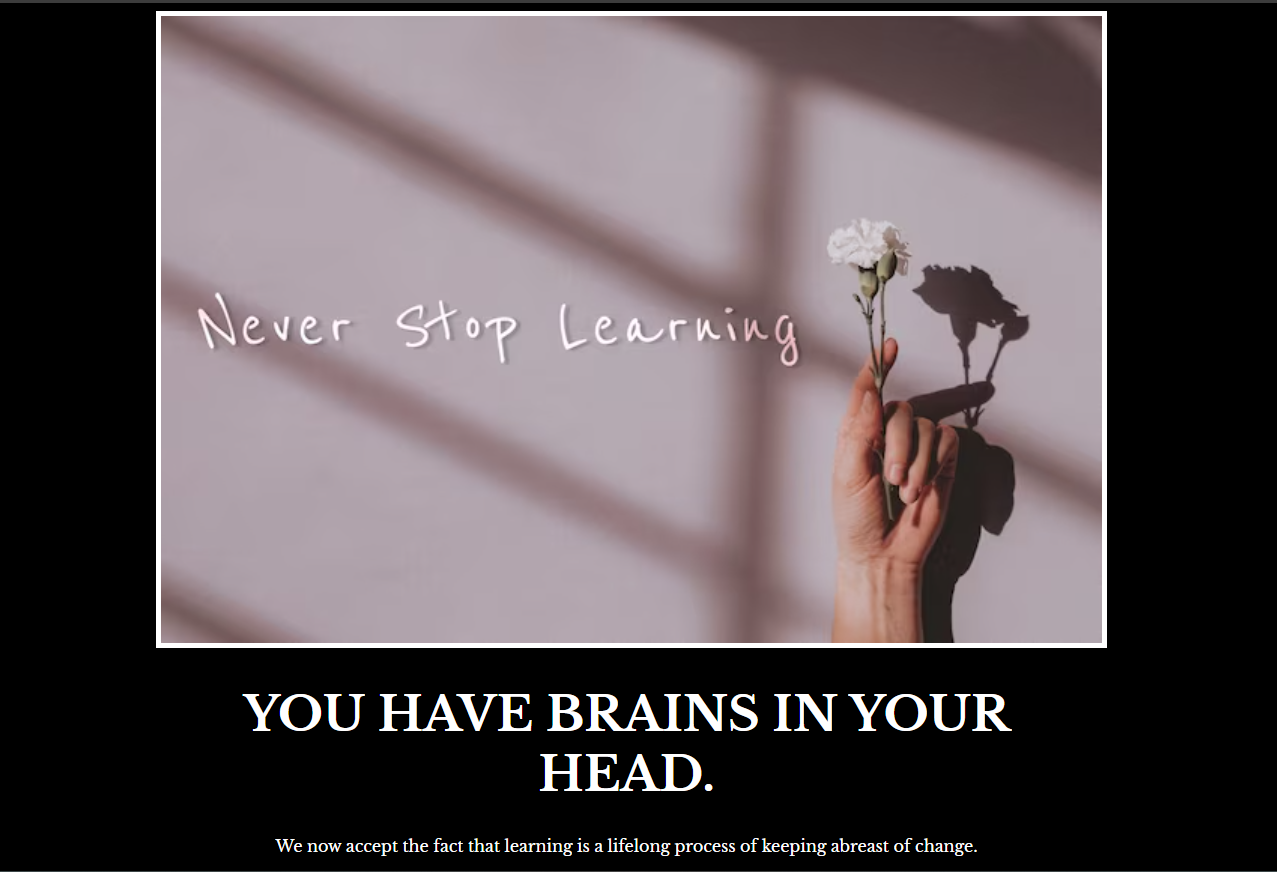 Never Stop Learning
YOU HAVE BRAINS IN YOUR
HEAD.
We now accept the fact that learning is a lifelong process of keeping abreast of change.